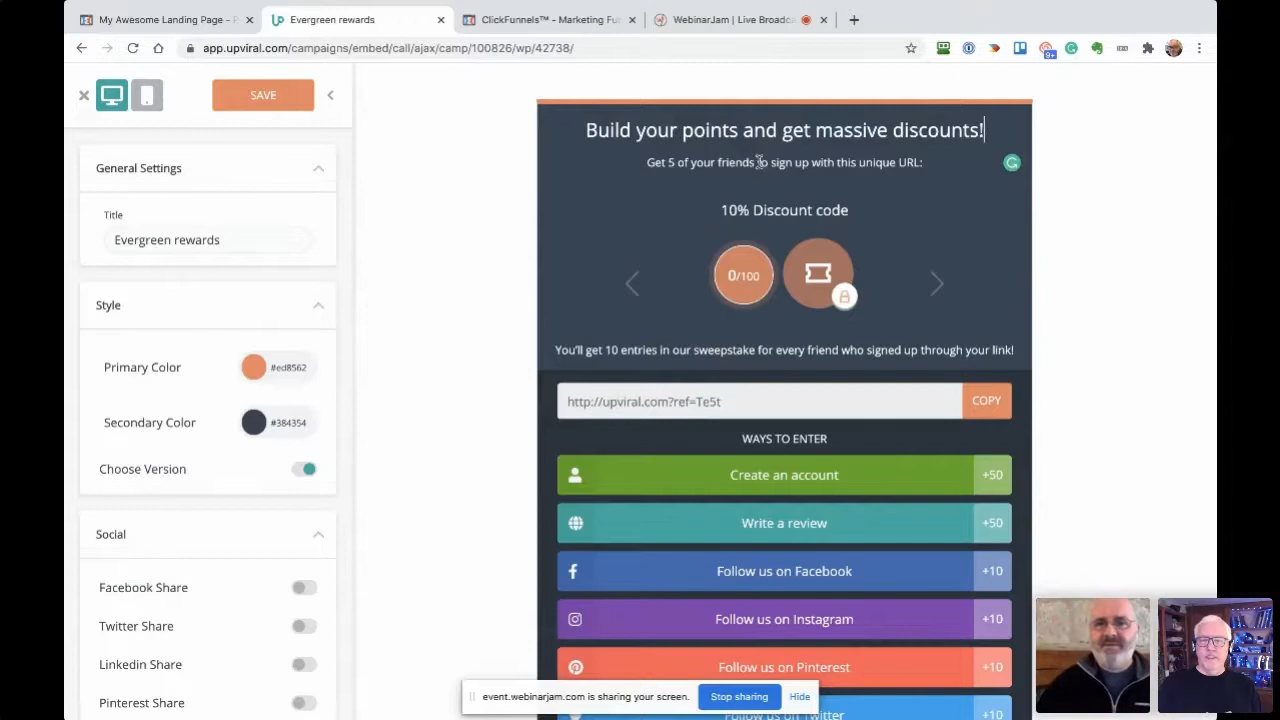 My Awesome Landing Page - P
Evergreen rewards
ClickFunnels™ - Marketing Fun
WebinarJam | Live Broadca
app.upviral.com/campaigns/embed/call/ajax/camp/100826/wp/42738/
9+
SAVE
General Settings
Title
Evergreen rewards
Style
Primary Color
#ed8562
Secondary Color
#384354
Choose Version
Social
Facebook Share
Twitter Share
Linkedin Share
Pinterest Share
Build your points and get massive discounts!
Get 5 of your friends to sign up with this unique URL:
10% Discount code
0/100
You'll get 10 entries in our sweepstake for every friend who signed up through your link!
http://upviral.com?ref=Te5t
COPY
WAYS TO ENTER
Create an account +50
Write a review +50
Follow us on Facebook +10
Follow us on Instagram +10
Follow us on Pinterest +10
Follow us on Twitter +10
event.webinarjam.com is sharing your screen.
Stop sharing
Hide